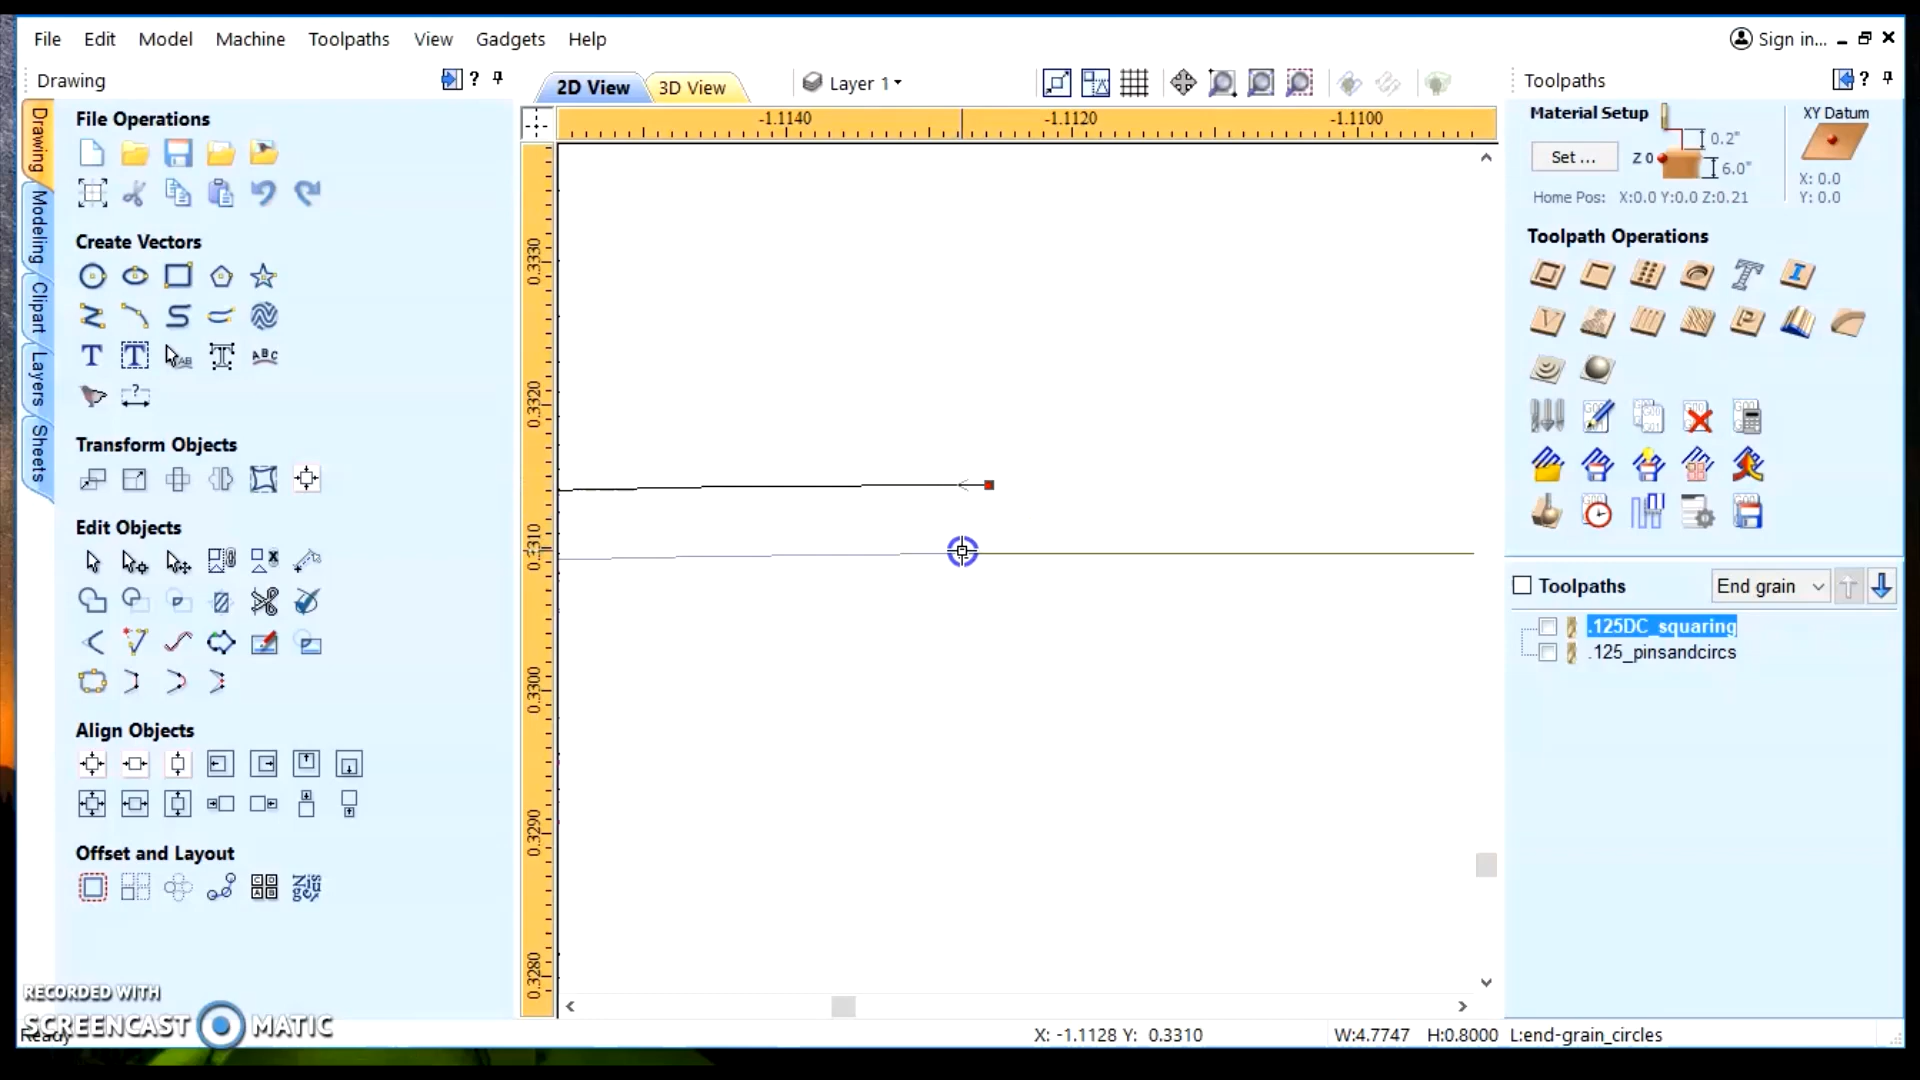 File Edit Model Machine Toolpaths View Gadgets Help Sign in...
Drawing
Drawing
Modeling
Clipart
Layers
Sheets
File Operations
Create Vectors
Transform Objects
Edit Objects
Align Objects
Offset and Layout
2D View 3D View Layer 1
-1.1140 -1.1120 -1.1100
0.3330
0.3320
0.3310
0.3300
0.3290
0.3280
Toolpaths
Material Setup
Set ...
Z 0
0.2"
6.0"
XY Datum
X: 0.0
Y: 0.0
Home Pos: X:0.0 Y:0.0 Z:0.21
Toolpath Operations
Toolpaths End grain
.125DC_squaring
.125_pinsandcircs
RECORDED WITH
SCREENCAST MATIC
Ready
X: -1.1128 Y: 0.3310 W:4.7747 H:0.8000 L:end-grain_circles